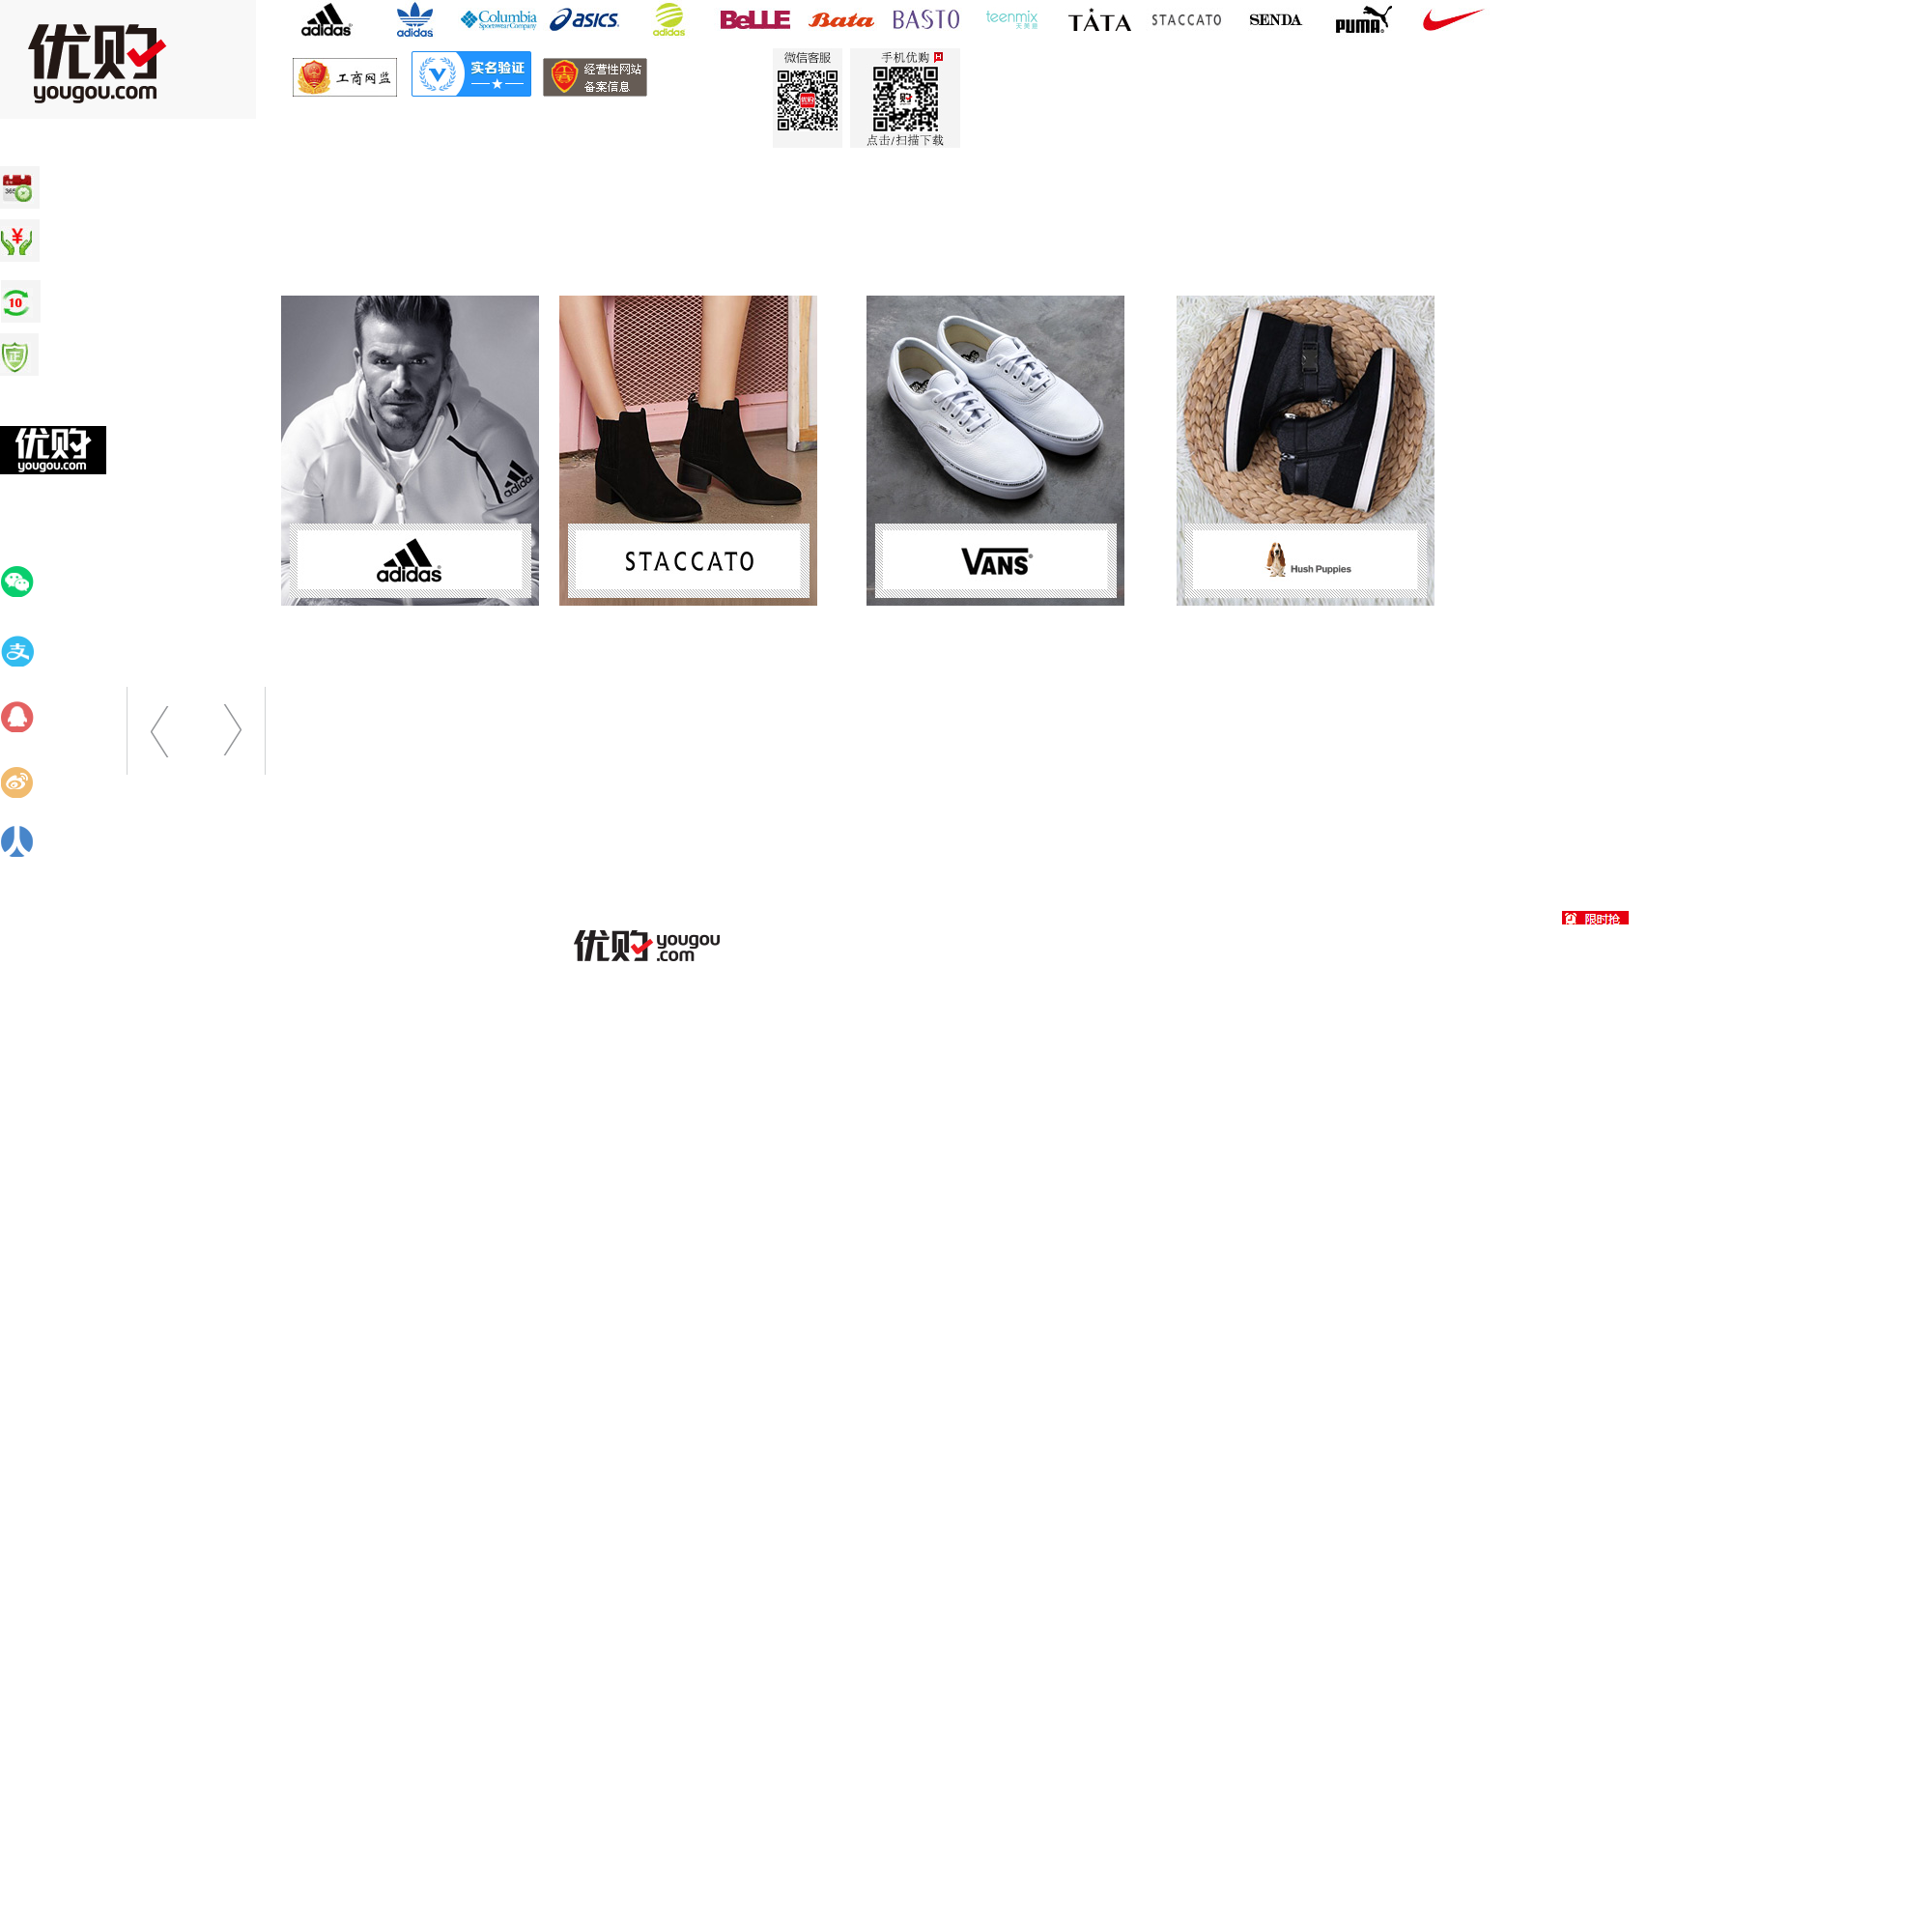 优购
yougou.com
adidas
adidas
Columbia
Sportswear Company
asics
adidas
BeLLE
Bata
BASTO
teenmix
天美意
TATA
STACCATO
SENDA
PUMA
工商网监
实名验证
经营性网站
备案信息
微信客服
手机优购
点击/扫描下载
365
¥
10
正
优购
yougou.com
adidas
adidas
STACCATO
VANS
Hush Puppies
支
优购 yougou
.com
限时抢